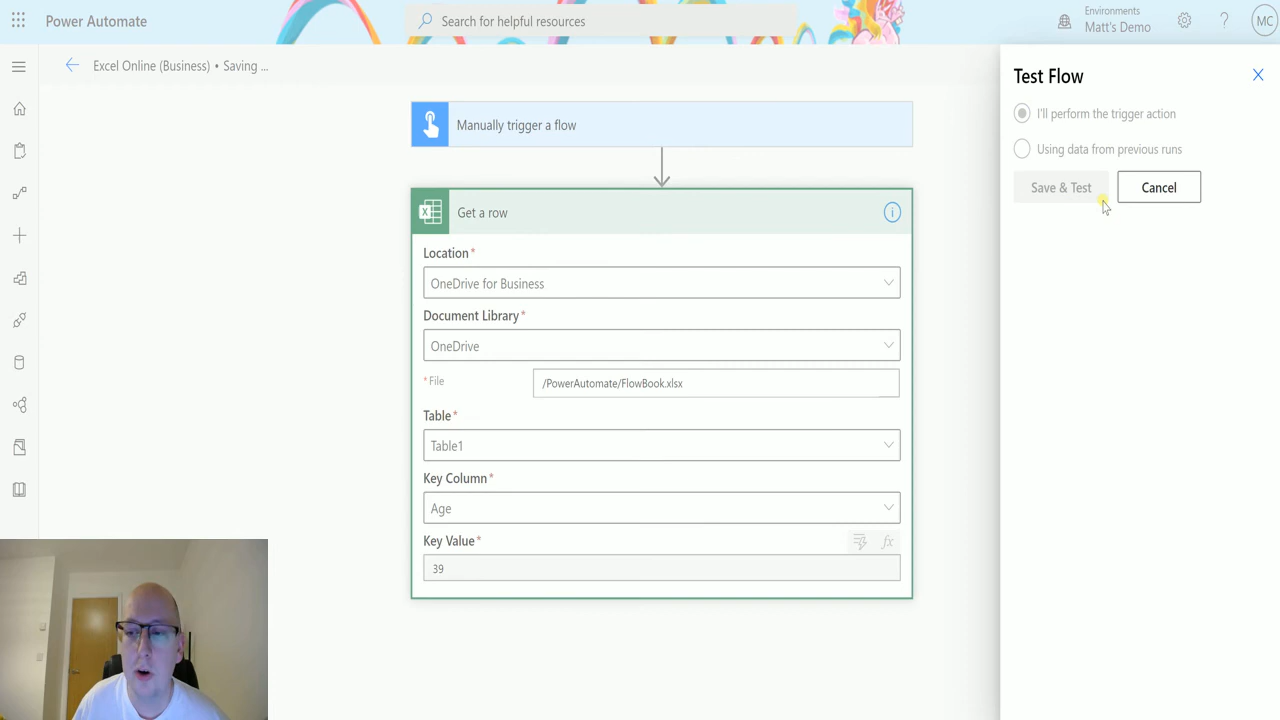 Power Automate
Search for helpful resources
Environments
Matt's Demo
MC
Excel Online (Business) • Saving ...
Manually trigger a flow
Get a row
Location*
OneDrive for Business
Document Library*
OneDrive
* File
/PowerAutomate/FlowBook.xlsx
Table*
Table1
Key Column*
Age
Key Value*
fx
39
Test Flow
I'll perform the trigger action
Using data from previous runs
Save & Test
Cancel